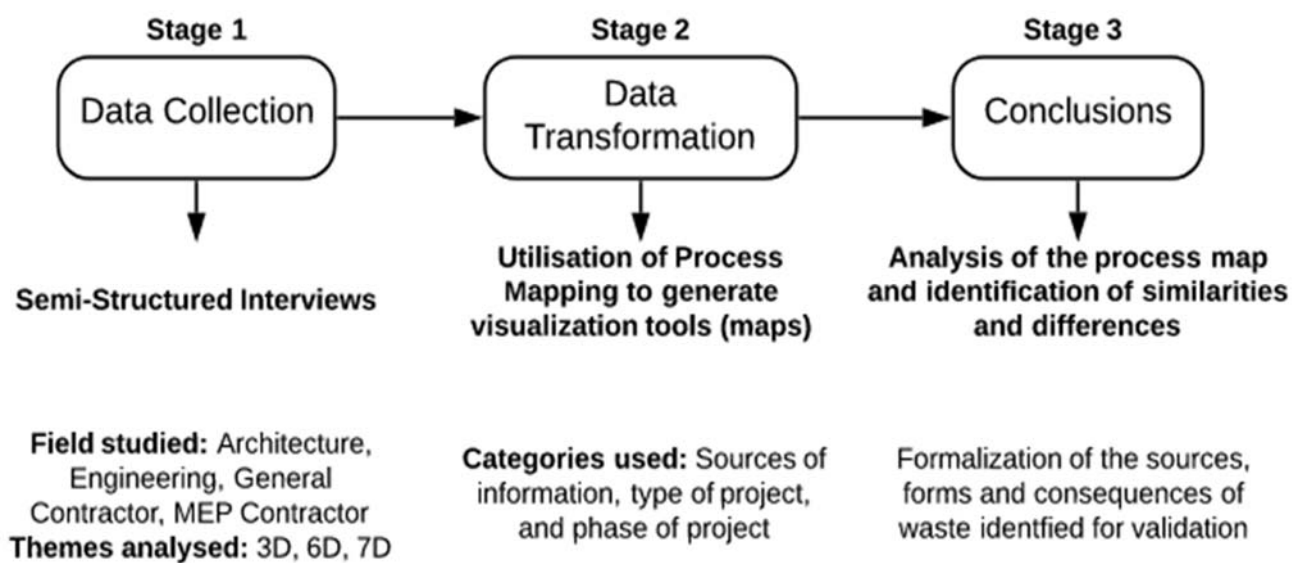 Stage 1
Data Collection
Semi-Structured Interviews
Field studied: Architecture,
Engineering, General
Contractor, MEP Contractor
Themes analysed: 3D, 6D, 7D
Stage 2
Data
Transformation
Utilisation of Process
Mapping to generate
visualization tools (maps)
Categories used: Sources of
information, type of project,
and phase of project
Stage 3
Conclusions
Analysis of the process map
and identification of similarities
and differences
Formalization of the sources,
forms and consequences of
waste identfied for validation